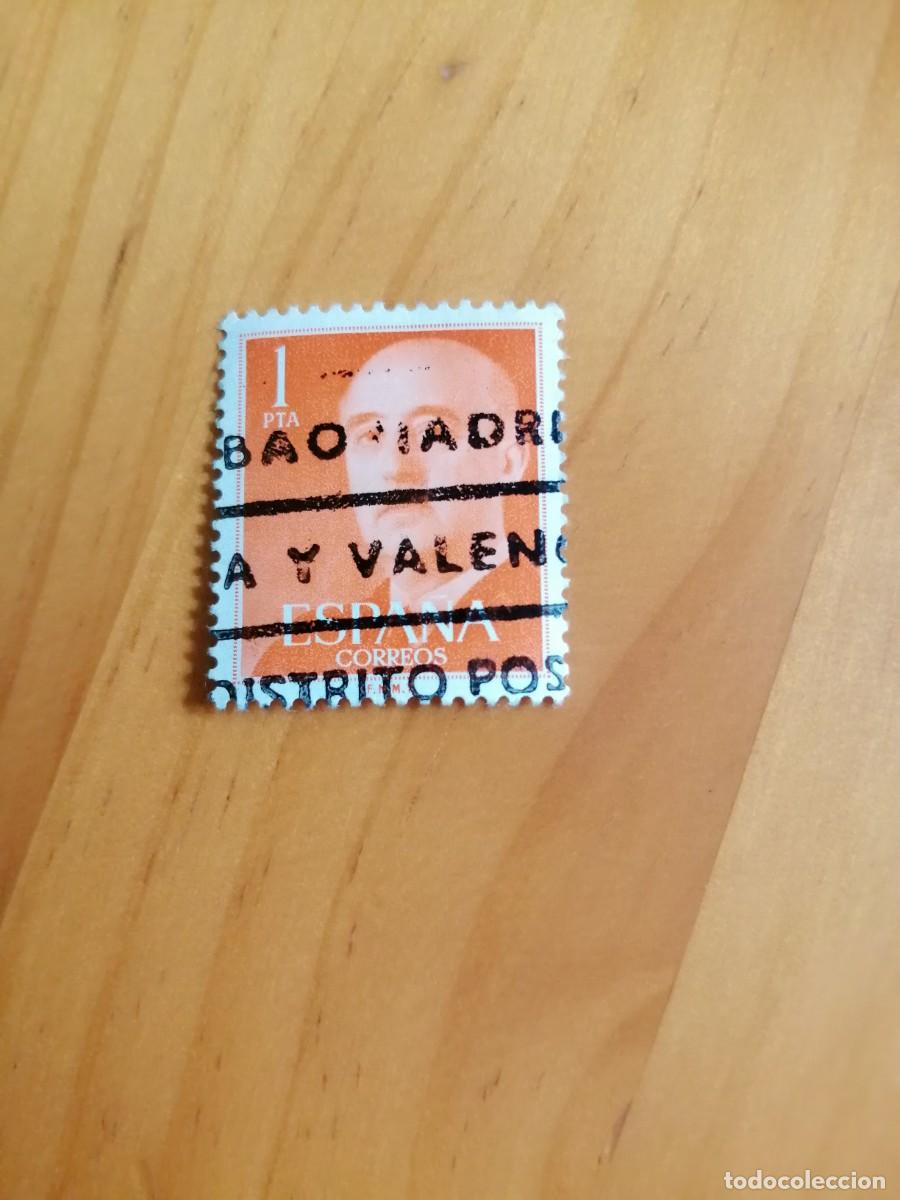 1
PTA
BAO MADRI
A Y VALENC
ESPAÑA
CORREOS
DISTRITO POS
F.N.M.
todocoleccion